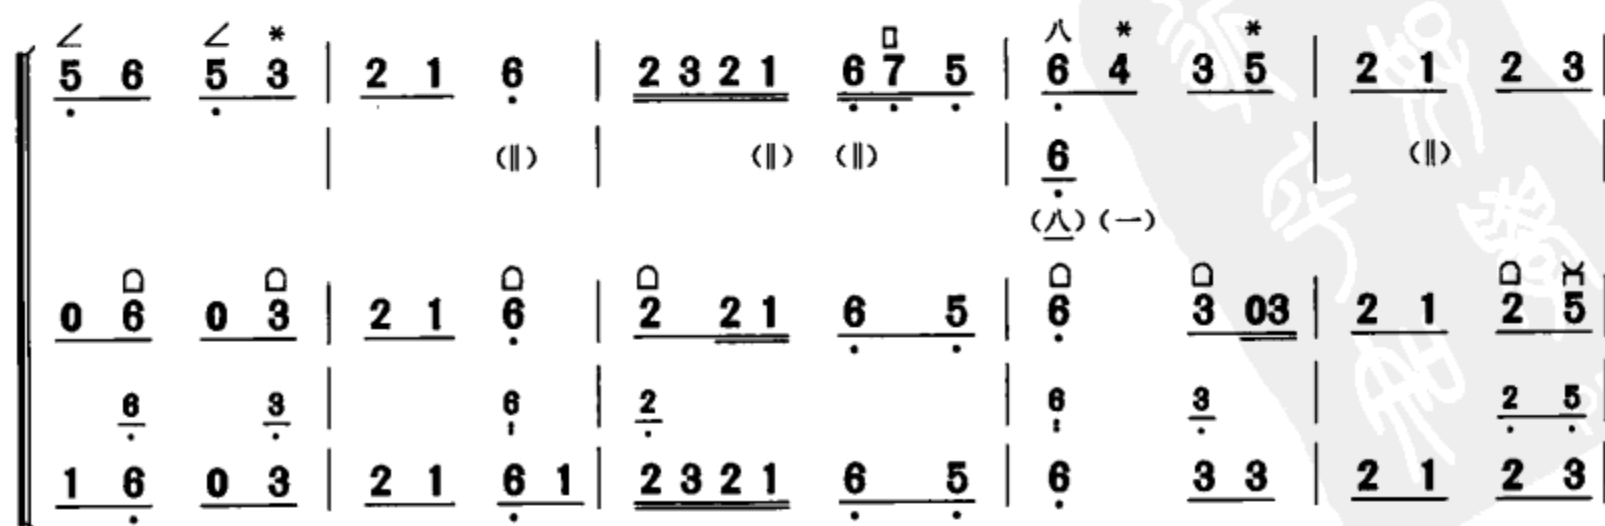 ∠ ∠ * 𠃍 八 * *
5 6 5 3 | 2 1 6 | 2 3 2 1 6 7 5 | 6 4 3 5 | 2 1 2 3 |
| (‖) | (‖) (‖) | 6 | (‖) |
(八) (一)
0 6 0 3 | 2 1 6 | 2 2 1 6 5 | 6 3 03 | 2 1 2 5
6 3 | 6 | 2 | 6 3 | 2 5
1 6 0 3 | 2 1 6 1 | 2 3 2 1 6 5 | 6 3 3 | 2 1 2 3 |